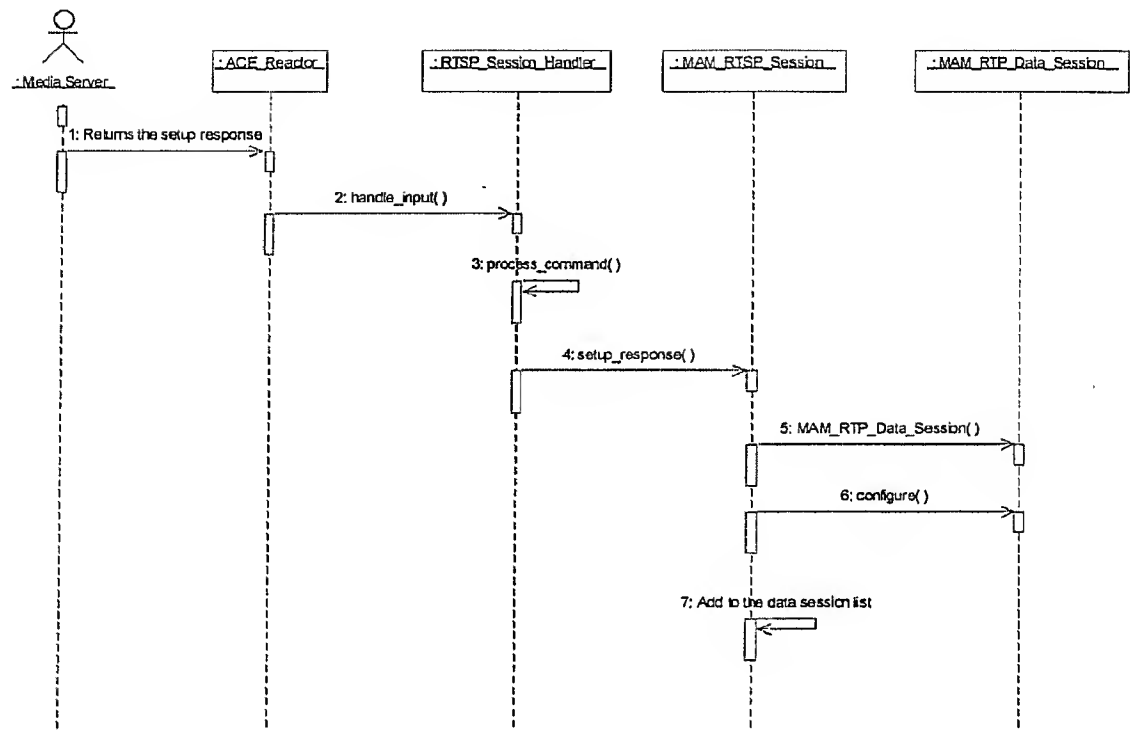 : Media Server
: ACE_Reactor
: RTSP_Session_Handler
: MAM_RTSP_Session
: MAM_RTP_Data_Session
1: Returns the setup response
2: handle_input( )
3: process_command( )
4: setup_response( )
5: MAM_RTP_Data_Session( )
6: configure( )
7: Add to the data session list